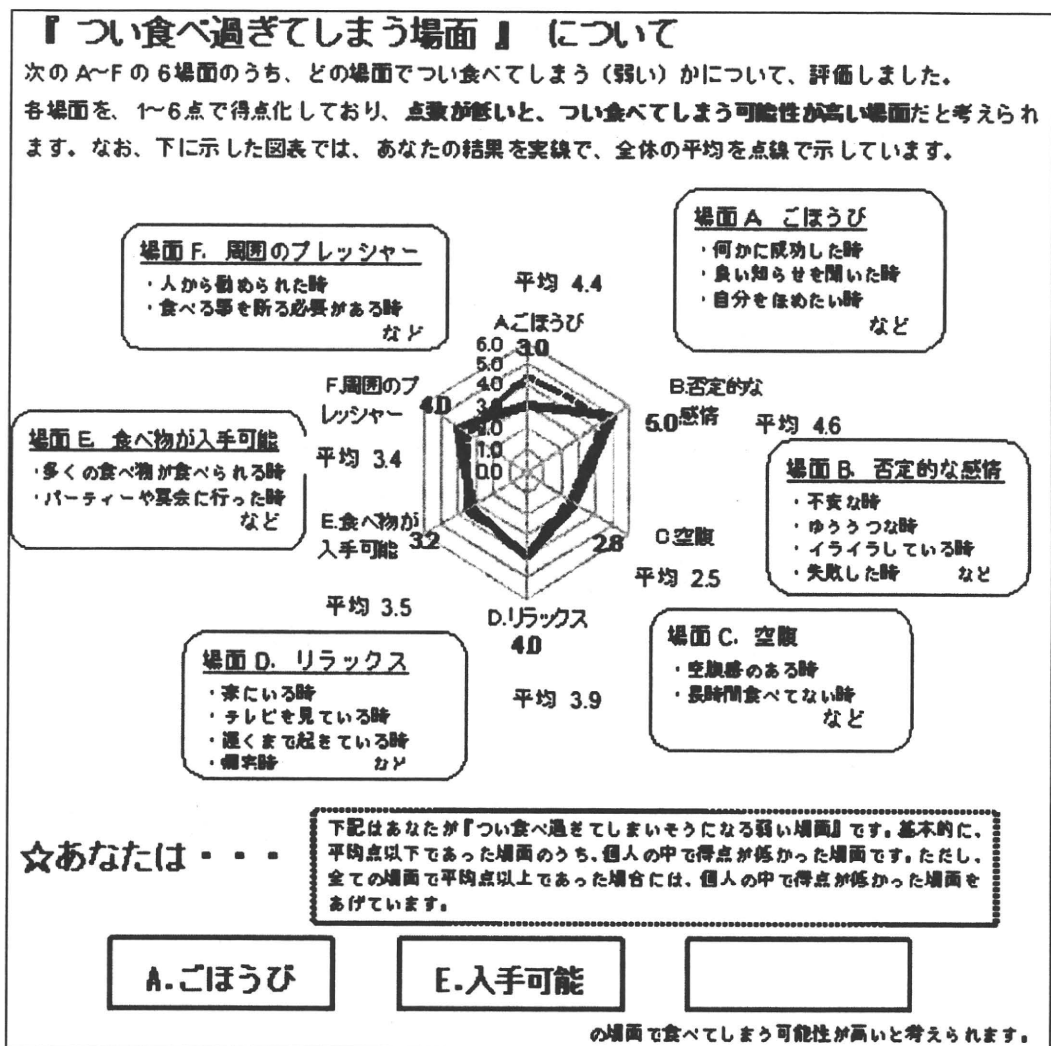 『 つい食べ過ぎてしまう場面 』 について
次の A~F の 6場面のうち、どの場面でつい食べてしまう（弱い）かについて、評価しました。
各場面を、1~6点で得点化しており、点数が低いと、つい食べてしまう可能性が高い場面だと考えられ
ます。なお、下に示した図表では、あなたの結果を実線で、全体の平均を点線で示しています。
場面 A ごほうび
・何かに成功した時
・良い知らせを聞いた時
・自分をほめたい時
など
場面 F. 周囲のプレッシャー
・人から勧められた時
・食べる事を断る必要がある時
など
平均 4.4
A.ごほうび
3.0
6.0
5.0
4.0
3.0
2.0
1.0
0.0
F.周囲のプ
レッシャー
4.0
平均 3.4
B.否定的な
感情
5.0
平均 4.6
場面 E. 食べ物が入手可能
・多くの食べ物が食べられる時
・パーティーや宴会に行った時
など
場面 B. 否定的な感情
・不安な時
・ゆううつな時
・イライラしている時
・失敗した時 など
E.食べ物が
入手可能
3.2
平均 3.5
C.空腹
2.8
平均 2.5
D.リラックス
4.0
平均 3.9
場面 D. リラックス
・家にいる時
・テレビを見ている時
・遅くまで起きている時
・帰宅時 など
場面 C. 空腹
・空腹感のある時
・長時間食べてない時
など
☆あなたは・・・
下記はあなたが『つい食べ過ぎてしまいそうになる弱い場面』です。基本的に、
平均点以下であった場面のうち、個人の中で得点が低かった場面です。ただし、
全ての場面で平均点以上であった場合には、個人の中で得点が低かった場面を
あげています。
A.ごほうび
E.入手可能
の場面で食べてしまう可能性が高いと考えられます。